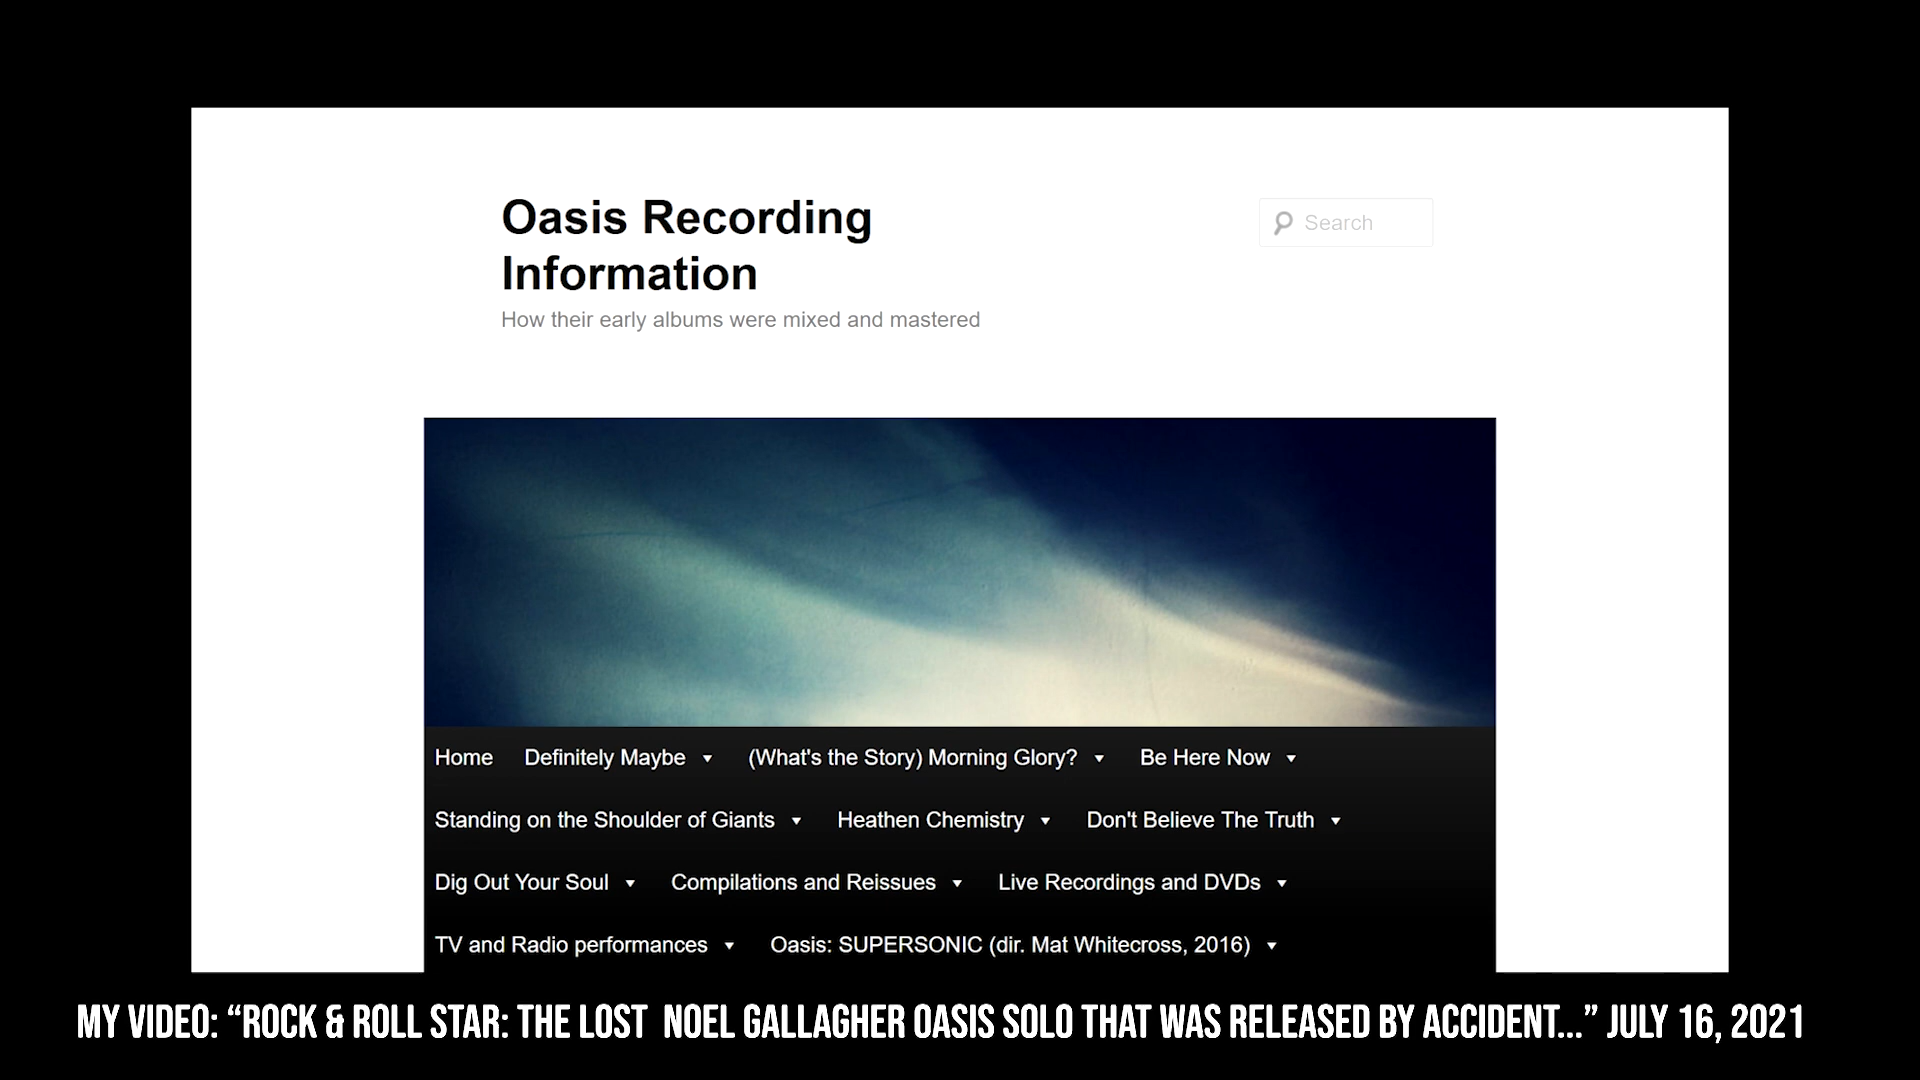 Oasis Recording
Information
How their early albums were mixed and mastered
Search
Home Definitely Maybe (What's the Story) Morning Glory? Be Here Now
Standing on the Shoulder of Giants Heathen Chemistry Don't Believe The Truth
Dig Out Your Soul Compilations and Reissues Live Recordings and DVDs
TV and Radio performances Oasis: SUPERSONIC (dir. Mat Whitecross, 2016)
MY VIDEO: “ROCK & ROLL STAR: THE LOST NOEL GALLAGHER OASIS SOLO THAT WAS RELEASED BY ACCIDENT...” JULY 16, 2021